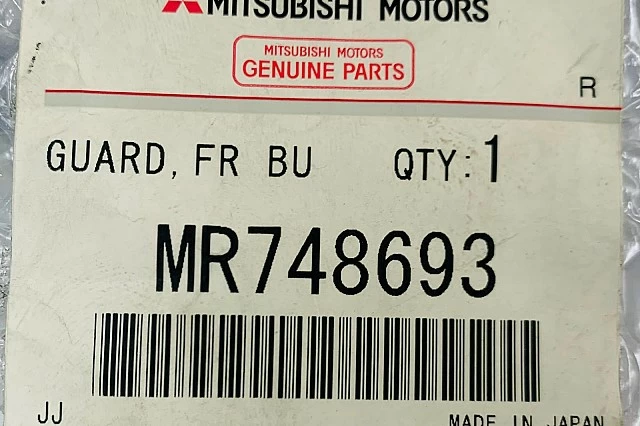 MITSUBISHI MOTORS
MITSUBISHI MOTORS
GENUINE PARTS
R
GUARD, FR BU QTY: 1
MR748693
JJ MADE IN JAPAN